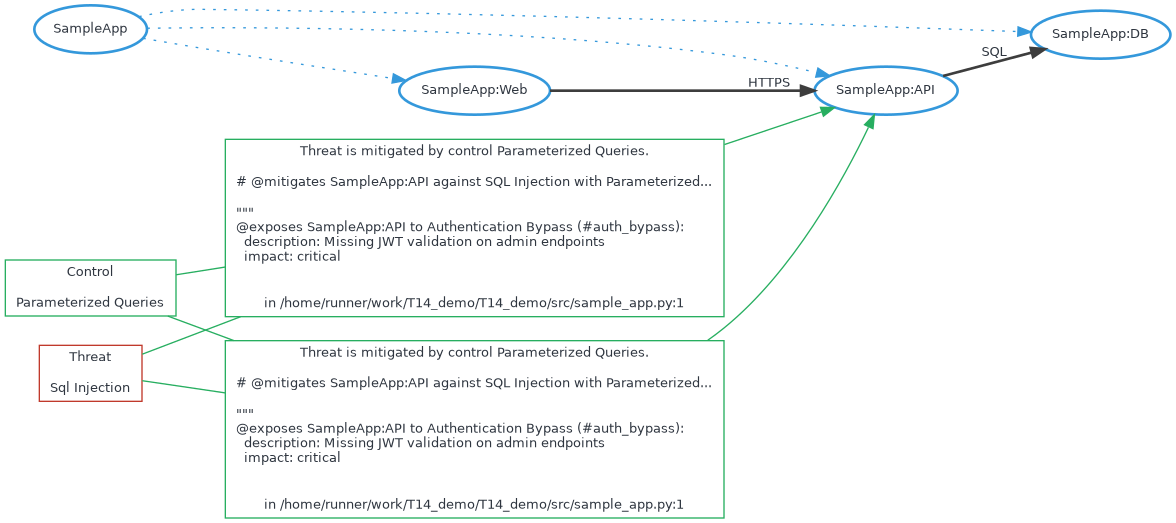 SampleApp
SampleApp:DB
SQL
SampleApp:Web
HTTPS
SampleApp:API
Threat is mitigated by control Parameterized Queries.
# @mitigates SampleApp:API against SQL Injection with Parameterized...
"""
@exposes SampleApp:API to Authentication Bypass (#auth_bypass):
description: Missing JWT validation on admin endpoints
impact: critical
in /home/runner/work/T14_demo/T14_demo/src/sample_app.py:1
Control
Parameterized Queries
Threat
Sql Injection
Threat is mitigated by control Parameterized Queries.
# @mitigates SampleApp:API against SQL Injection with Parameterized...
"""
@exposes SampleApp:API to Authentication Bypass (#auth_bypass):
description: Missing JWT validation on admin endpoints
impact: critical
in /home/runner/work/T14_demo/T14_demo/src/sample_app.py:1